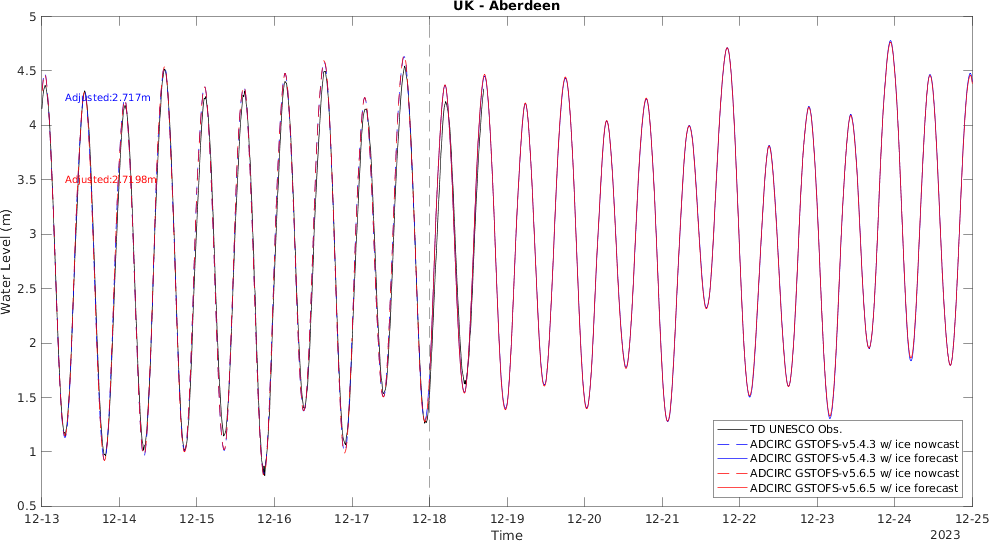 UK - Aberdeen
5
4.5
4
3.5
3
2.5
2
1.5
1
0.5
Water Level (m)
Adjusted:2.717m
Adjusted:2.7198m
TD UNESCO Obs.
ADCIRC GSTOFS-v5.4.3 w/ ice nowcast
ADCIRC GSTOFS-v5.4.3 w/ ice forecast
ADCIRC GSTOFS-v5.6.5 w/ ice nowcast
ADCIRC GSTOFS-v5.6.5 w/ ice forecast
12-13 12-14 12-15 12-16 12-17 12-18 12-19 12-20 12-21 12-22 12-23 12-24 12-25
Time
2023